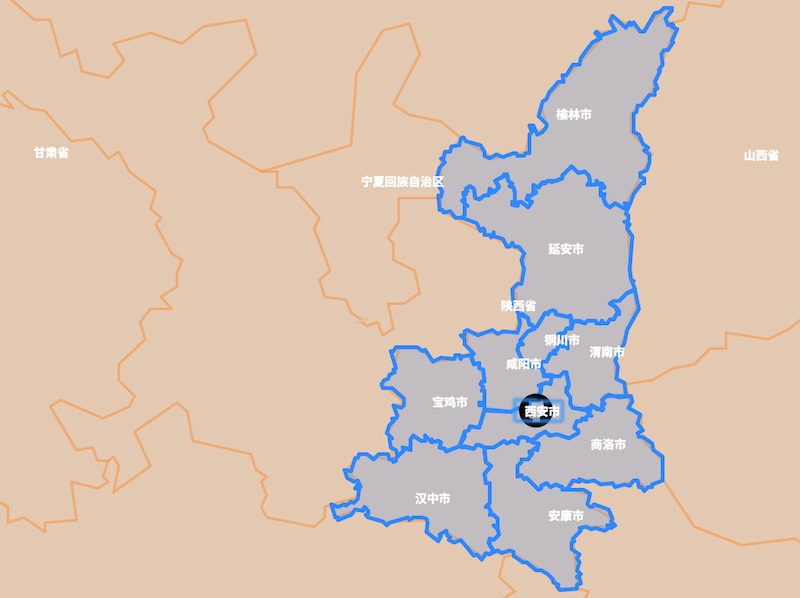 榆林市
甘肃省
山西省
宁夏回族自治区
延安市
陕西省
铜川市
渭南市
咸阳市
宝鸡市
西安市
商洛市
汉中市
安康市